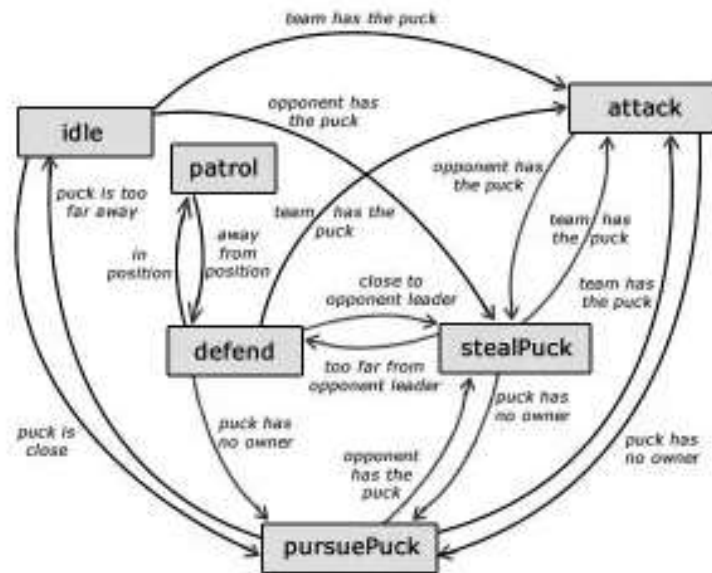 team has the puck
idle
opponent has
the puck
attack
patrol
puck is too
far away
team has the
puck
opponent has
the puck
team has
the puck
in
position
away
from
position
close to
opponent leader
team has
the puck
defend
stealPuck
too far from
opponent leader
puck is
close
puck has
no owner
opponent
has the
puck
puck has
no owner
puck has
no owner
pursuePuck